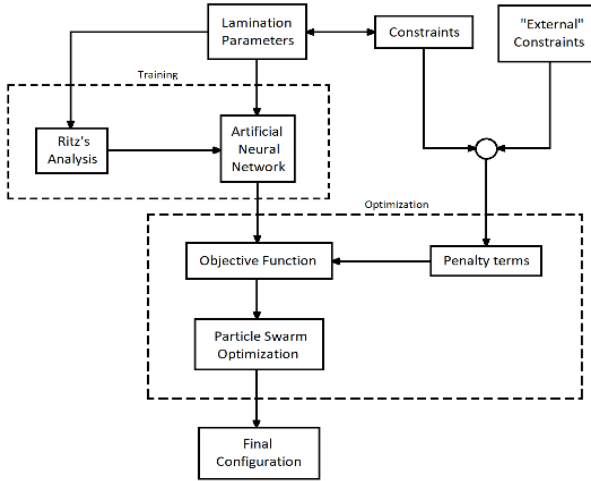 Lamination
Parameters
Constraints
"External"
Constraints
Training
Ritz's
Analysis
Artificial
Neural
Network
Optimization
Objective Function
Penalty terms
Particle Swarm
Optimization
Final
Configuration